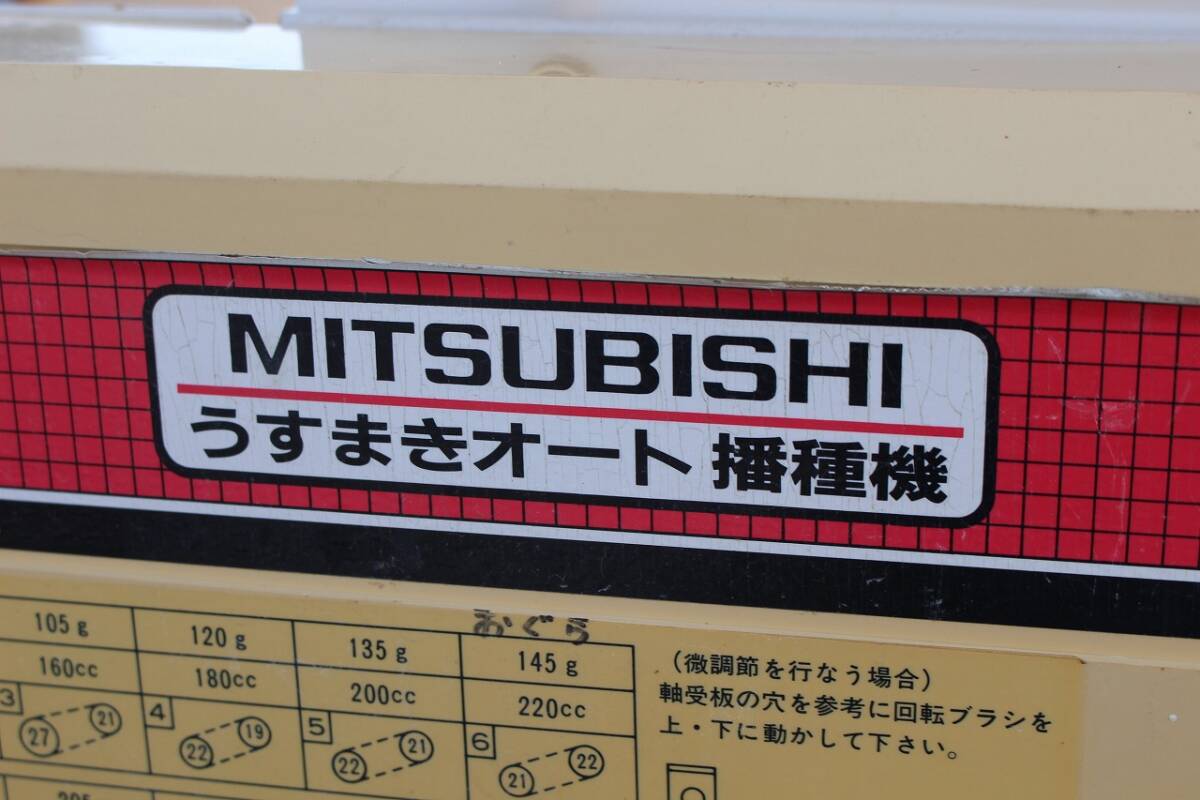 MITSUBISHI
うすまきオート 播種機
おぐら
105g 120g 135g 145g
160cc 180cc 200cc 220cc
3 27 21 4 22 19 5 22 21 6 21 22
(微調節を行なう場合)
軸受板の穴を参考に回転ブラシを
上・下に動かして下さい。